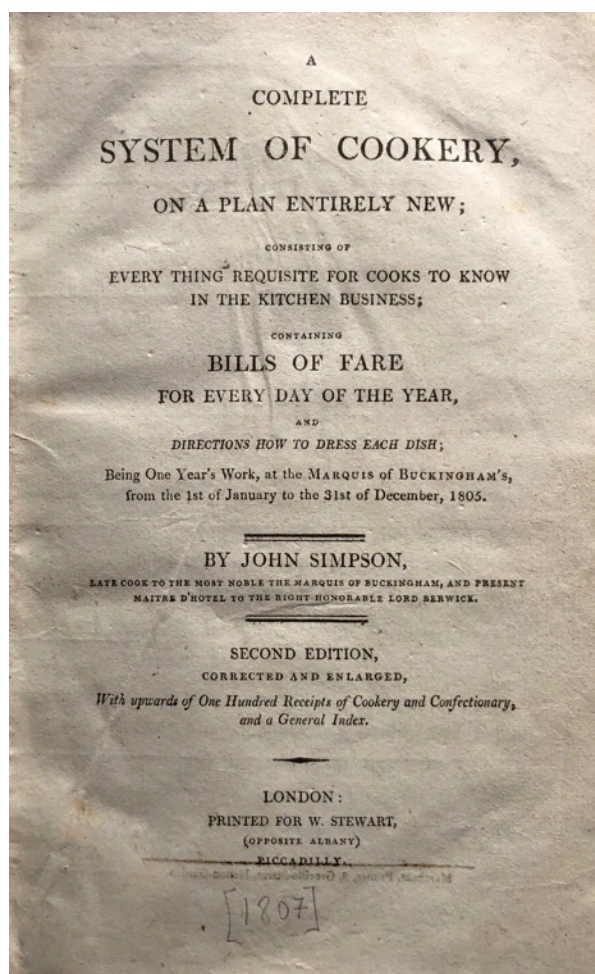 A
COMPLETE
SYSTEM OF COOKERY,
ON A PLAN ENTIRELY NEW;
CONSISTING OF
EVERY THING REQUISITE FOR COOKS TO KNOW
IN THE KITCHEN BUSINESS;
CONTAINING
BILLS OF FARE
FOR EVERY DAY OF THE YEAR,
AND
DIRECTIONS HOW TO DRESS EACH DISH;
Being One Year's Work, at the MARQUIS of BUCKINGHAM'S,
from the 1st of January to the 31st of December, 1805.
BY JOHN SIMPSON,
LATE COOK TO THE MOST NOBLE THE MARQUIS OF BUCKINGHAM, AND PRESENT
MAITRE D'HOTEL TO THE RIGHT HONORABLE LORD BERWICK.
SECOND EDITION,
CORRECTED AND ENLARGED,
With upwards of One Hundred Receipts of Cookery and Confectionary,
and a General Index.
LONDON:
PRINTED FOR W. STEWART,
(OPPOSITE ALBANY)
PICCADILLY.
[1807]